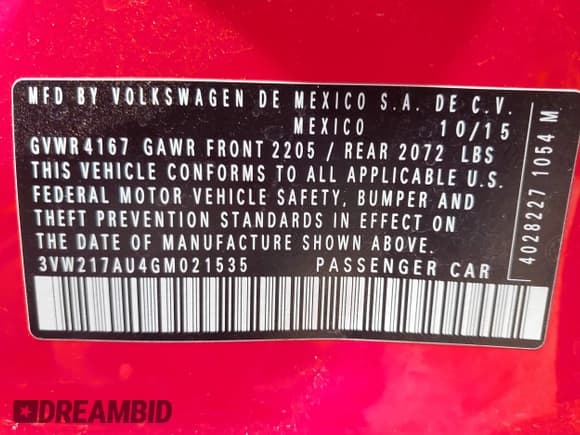 MFD BY VOLKSWAGEN DE MEXICO S.A. DE C.V.
MEXICO 10/15
GVWR 4167 GAWR FRONT 2205 / REAR 2072 LBS
THIS VEHICLE CONFORMS TO ALL APPLICABLE U.S.
FEDERAL MOTOR VEHICLE SAFETY, BUMPER AND
THEFT PREVENTION STANDARDS IN EFFECT ON
THE DATE OF MANUFACTURE SHOWN ABOVE.
3VW217AU4GM021535 PASSENGER CAR
4028227 1054 M
DREAMBID